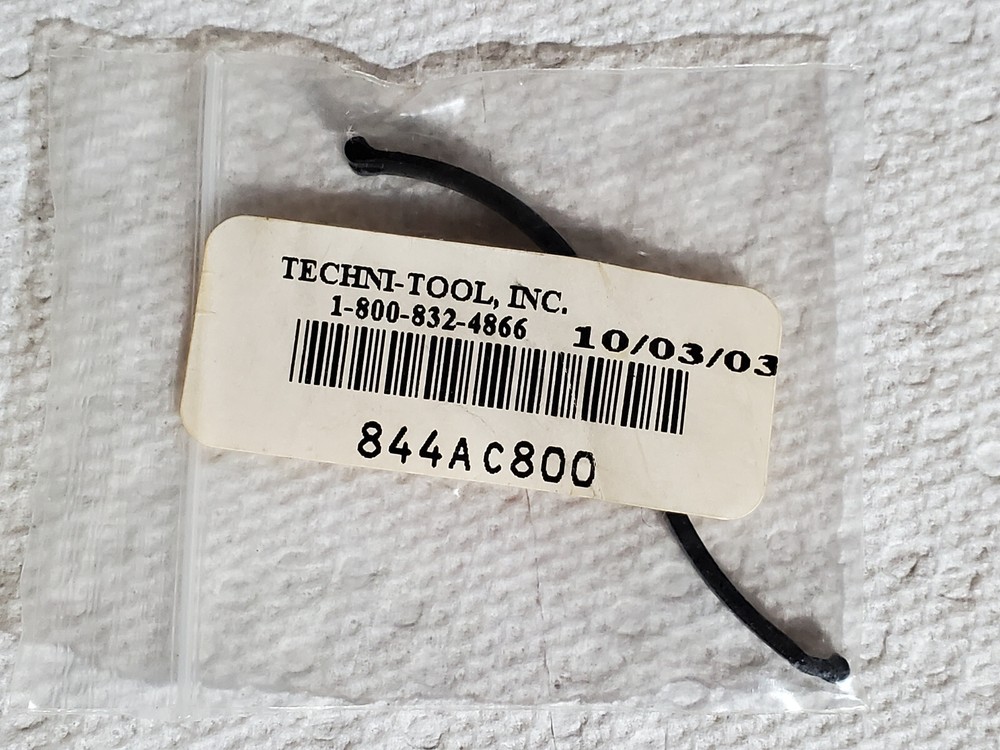 TECHNI-TOOL, INC.
1-800-832-4866
10/03/03
844AC800